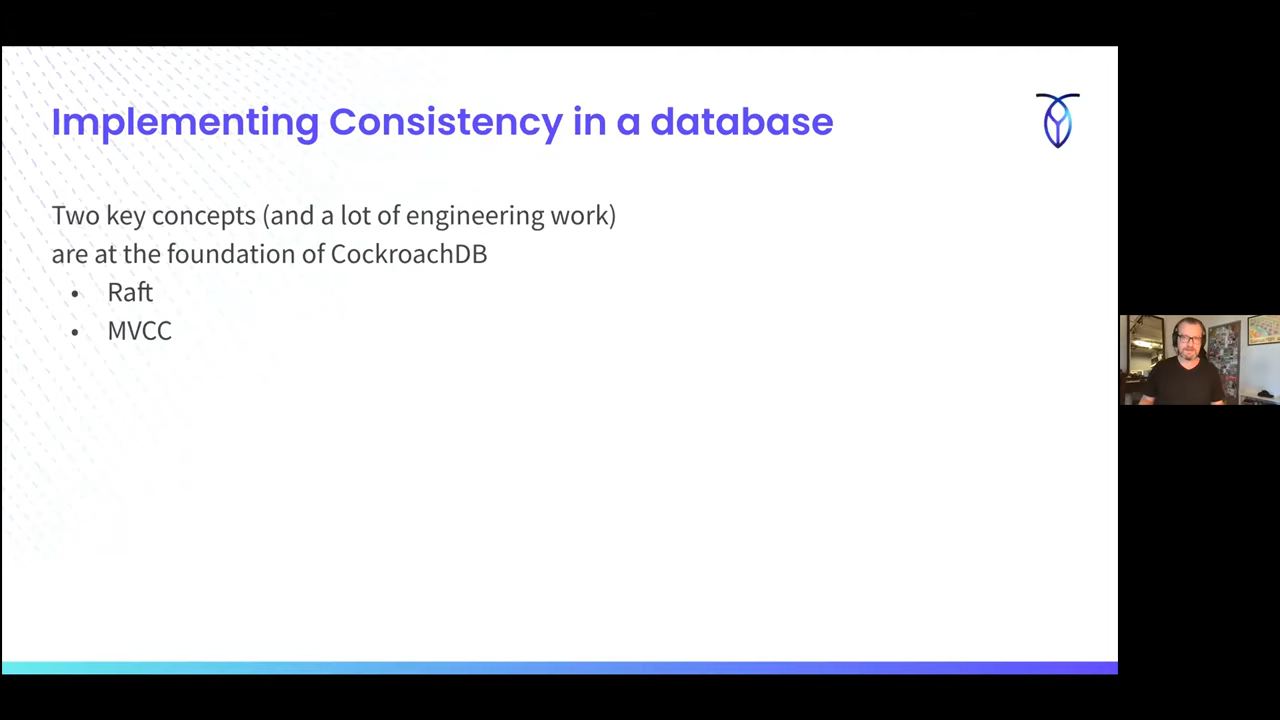 Implementing Consistency in a database
Two key concepts (and a lot of engineering work)
are at the foundation of CockroachDB
• Raft
• MVCC